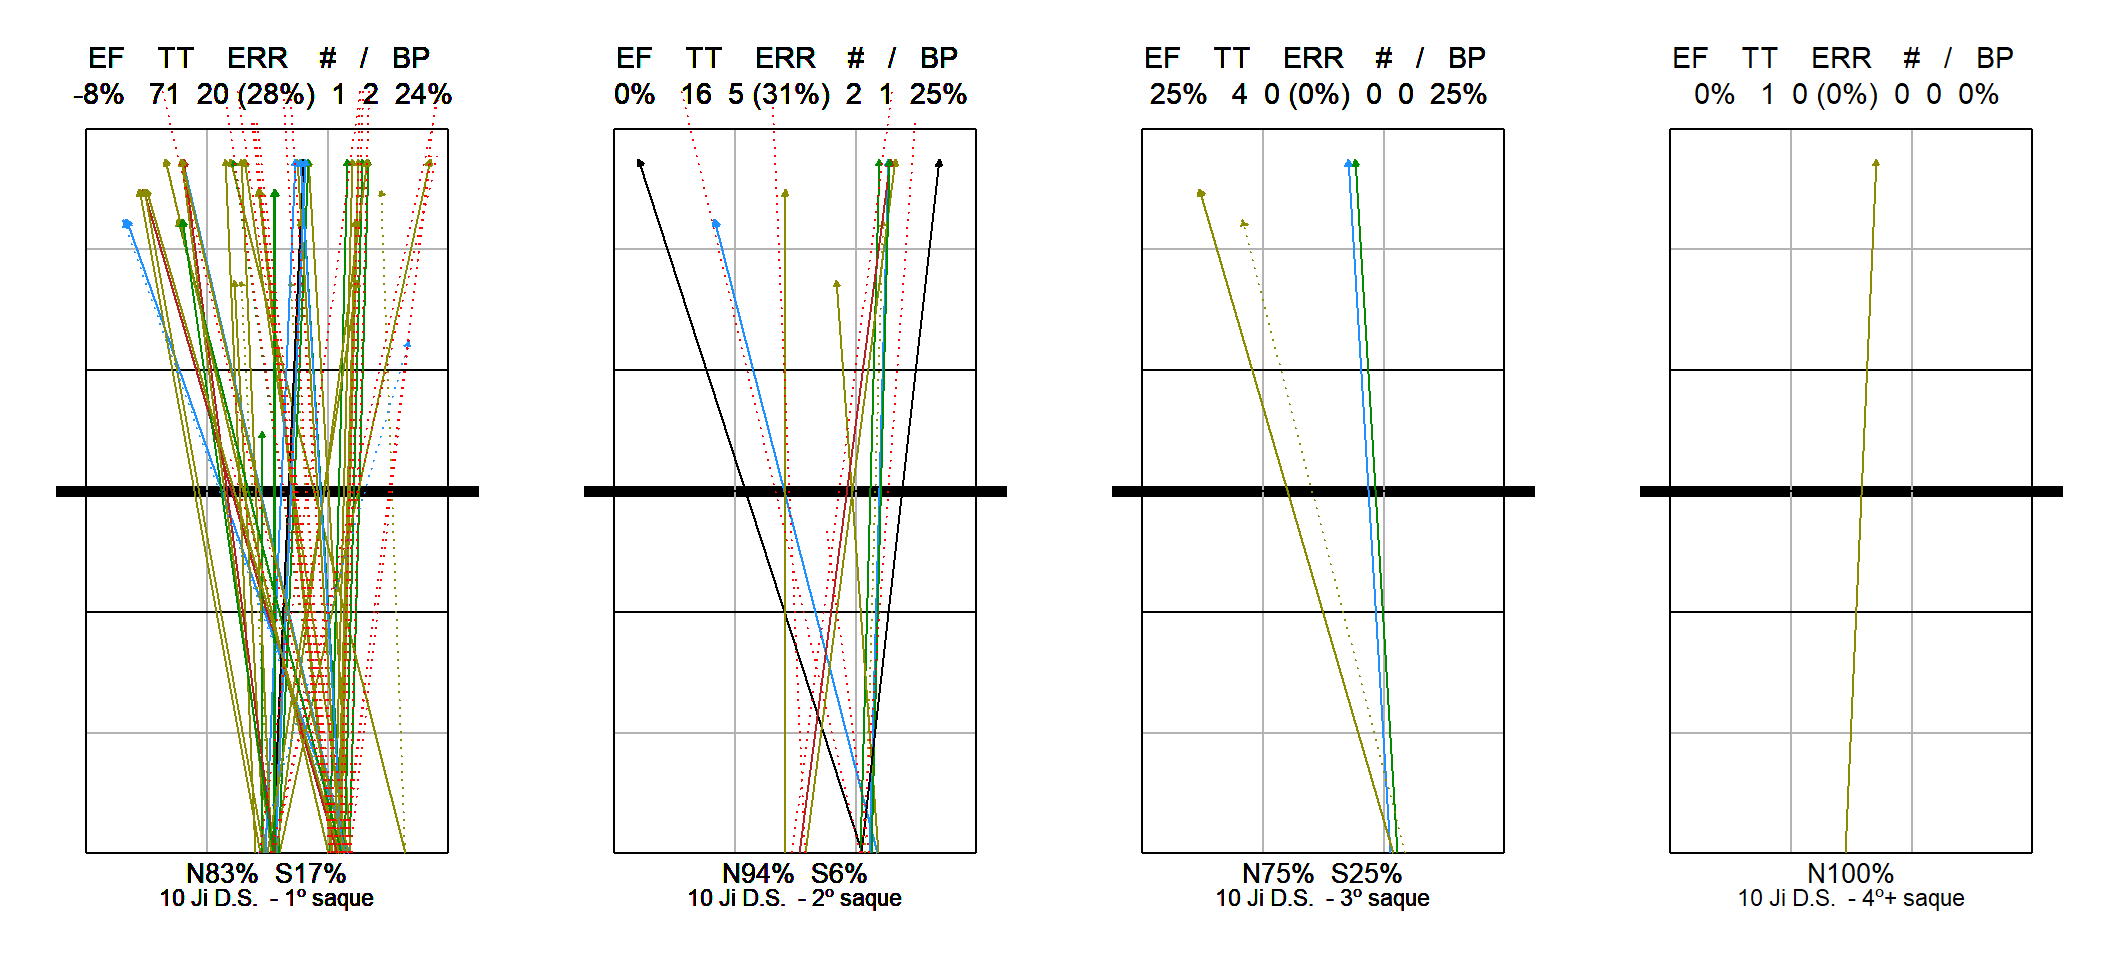 EF TT ERR # / BP
-8% 71 20 (28%) 1 2 24%
N83% S17%
10 Ji D.S. - 1º saque
EF TT ERR # / BP
0% 16 5 (31%) 2 1 25%
N94% S6%
10 Ji D.S. - 2º saque
EF TT ERR # / BP
25% 4 0 (0%) 0 0 25%
N75% S25%
10 Ji D.S. - 3º saque
EF TT ERR # / BP
0% 1 0 (0%) 0 0 0%
N100%
10 Ji D.S. - 4º+ saque